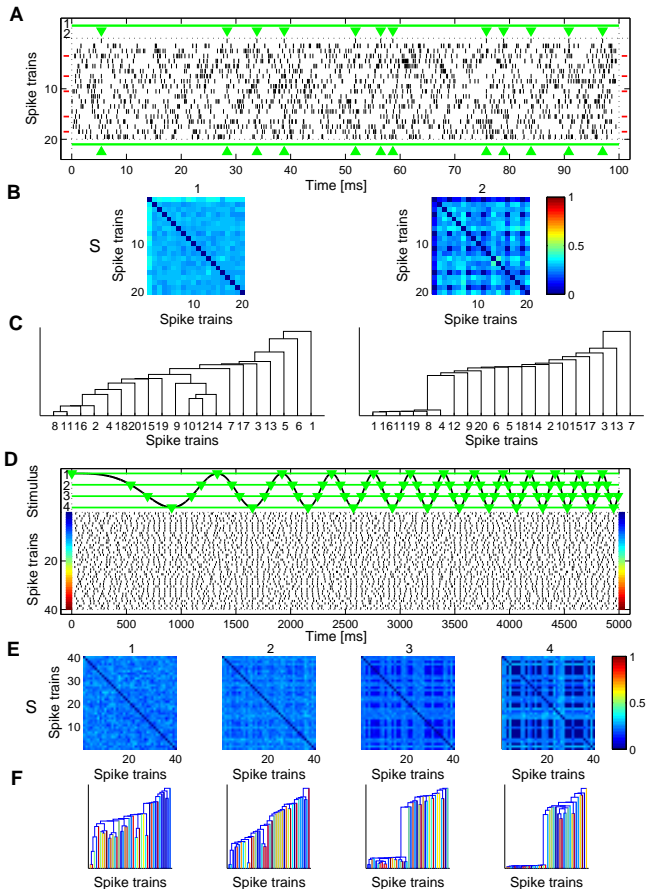 A
Spike trains
1
2
10
20
0 10 20 30 40 50 60 70 80 90 100
Time [ms]
B
1 2
S
Spike trains
10
20
10 20
Spike trains
Spike trains
10
20
10 20
Spike trains
1
0.5
0
C
8 11 16 2 4 18 20 15 19 9 10 12 14 7 17 3 13 5 6 1
Spike trains
1 16 11 19 8 4 12 9 20 6 5 18 14 2 10 15 17 3 13 7
Spike trains
D
Stimulus
1
2
3
4
Spike trains
20
40
0 500 1000 1500 2000 2500 3000 3500 4000 4500 5000
Time [ms]
E
1 2 3 4
S
Spike trains
40
30
20
10
20 40
Spike trains
20 40
Spike trains
20 40
Spike trains
20 40
Spike trains
1
0.5
0
F
Spike trains
Spike trains
Spike trains
Spike trains